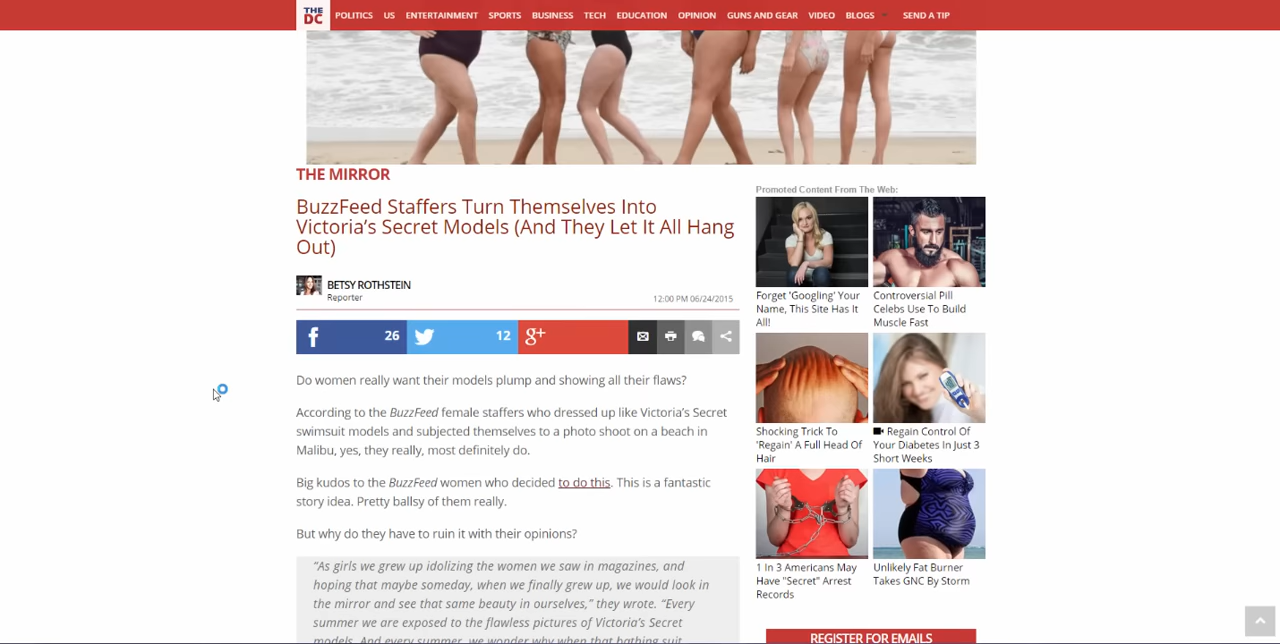 THE DC
POLITICS US ENTERTAINMENT SPORTS BUSINESS TECH EDUCATION OPINION GUNS AND GEAR VIDEO BLOGS SEND A TIP
THE MIRROR
BuzzFeed Staffers Turn Themselves Into
Victoria's Secret Models (And They Let It All Hang
Out)
BETSY ROTHSTEIN
Reporter
12:00 PM 06/24/2015
f 26 12 g+
Do women really want their models plump and showing all their flaws?
According to the BuzzFeed female staffers who dressed up like Victoria's Secret
swimsuit models and subjected themselves to a photo shoot on a beach in
Malibu, yes, they really, most definitely do.
Big kudos to the BuzzFeed women who decided to do this. This is a fantastic
story idea. Pretty ballsy of them really.
But why do they have to ruin it with their opinions?
"As girls we grew up idolizing the women we saw in magazines, and
hoping that maybe someday, when we finally grew up, we would look in
the mirror and see that same beauty in ourselves," they wrote. "Every
summer we are exposed to the flawless pictures of Victoria's Secret
models. And every summer, we wonder why when that bathing suit
Promoted Content From The Web:
Forget 'Googling' Your
Name, This Site Has It
All!
Controversial Pill
Celebs Use To Build
Muscle Fast
Shocking Trick To
'Regain' A Full Head Of
Hair
Regain Control Of
Your Diabetes In Just 3
Short Weeks
1 In 3 Americans May
Have "Secret" Arrest
Records
Unlikely Fat Burner
Takes GNC By Storm
REGISTER FOR EMAILS